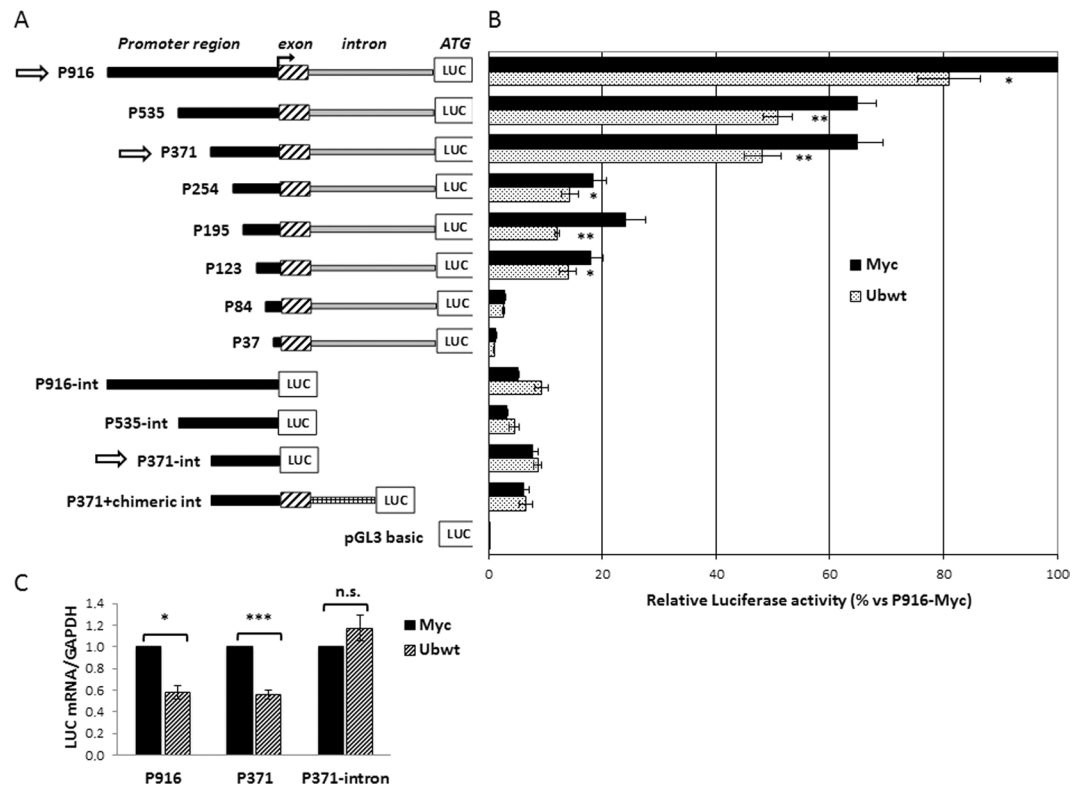 A
Promoter region exon intron ATG
P916 LUC
P535 LUC
P371 LUC
P254 LUC
P195 LUC
P123 LUC
P84 LUC
P37 LUC
P916-int LUC
P535-int LUC
P371-int LUC
P371+chimeric int LUC
pGL3 basic LUC
B
*
**
**
*
**
*
Myc
Ubwt
0 20 40 60 80 100
Relative Luciferase activity (% vs P916-Myc)
C
LUC mRNA/GAPDH
1.4
1.2
1.0
0.8
0.6
0.4
0.2
0.0
* *** n.s.
Myc
Ubwt
P916 P371 P371-intron